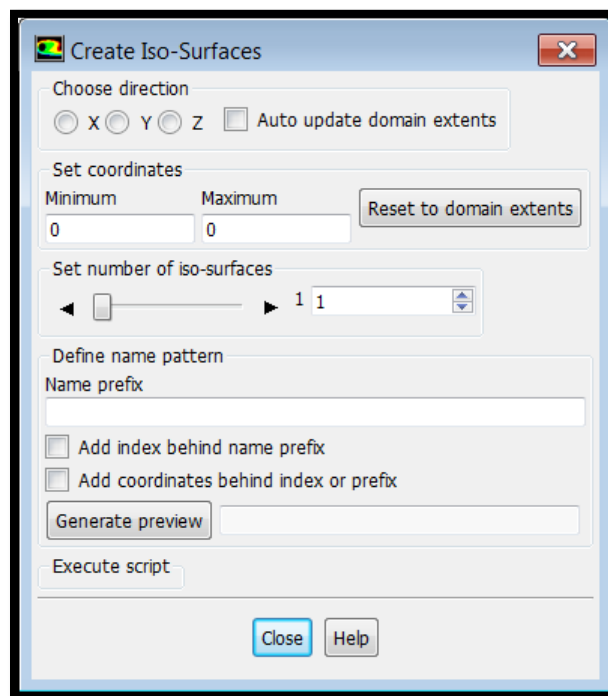 Create Iso-Surfaces
Choose direction
X Y Z Auto update domain extents
Set coordinates
Minimum Maximum
0 0 Reset to domain extents
Set number of iso-surfaces
1 1
Define name pattern
Name prefix
Add index behind name prefix
Add coordinates behind index or prefix
Generate preview
Execute script
Close Help